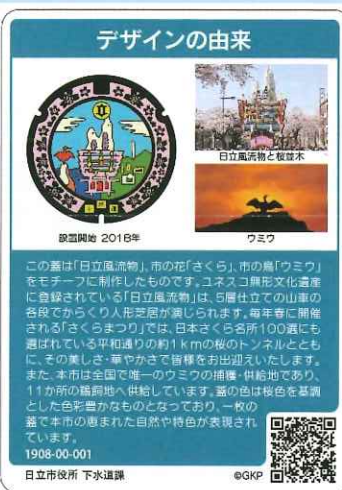 デザインの由来
日立風流物と桜並木
設置開始 2018年
ウミウ
この蓋は「日立風流物」、市の花「さくら」、市の鳥「ウミウ」
をモチーフに制作したものです。ユネスコ無形文化遺産
に登録されている「日立風流物」は、5層仕立ての山車の
各段でからくり人形芝居が演じられます。毎年春に開催
される「さくらまつり」では、日本さくら名所100選にも
選ばれている平和通りの約1kmの桜のトンネルととも
に、その美しさ・華やかさで皆様をお出迎えいたします。
また、本市は全国で唯一のウミウの捕獲・供給地であり、
11か所の鵜飼地へ供給しています。蓋の色は桜色を基調
とした色彩豊かなものとなっており、一枚の
蓋で本市の恵まれた自然や特色が表現され
ています。
1908-00-001
日立市役所 下水道課
©GKP